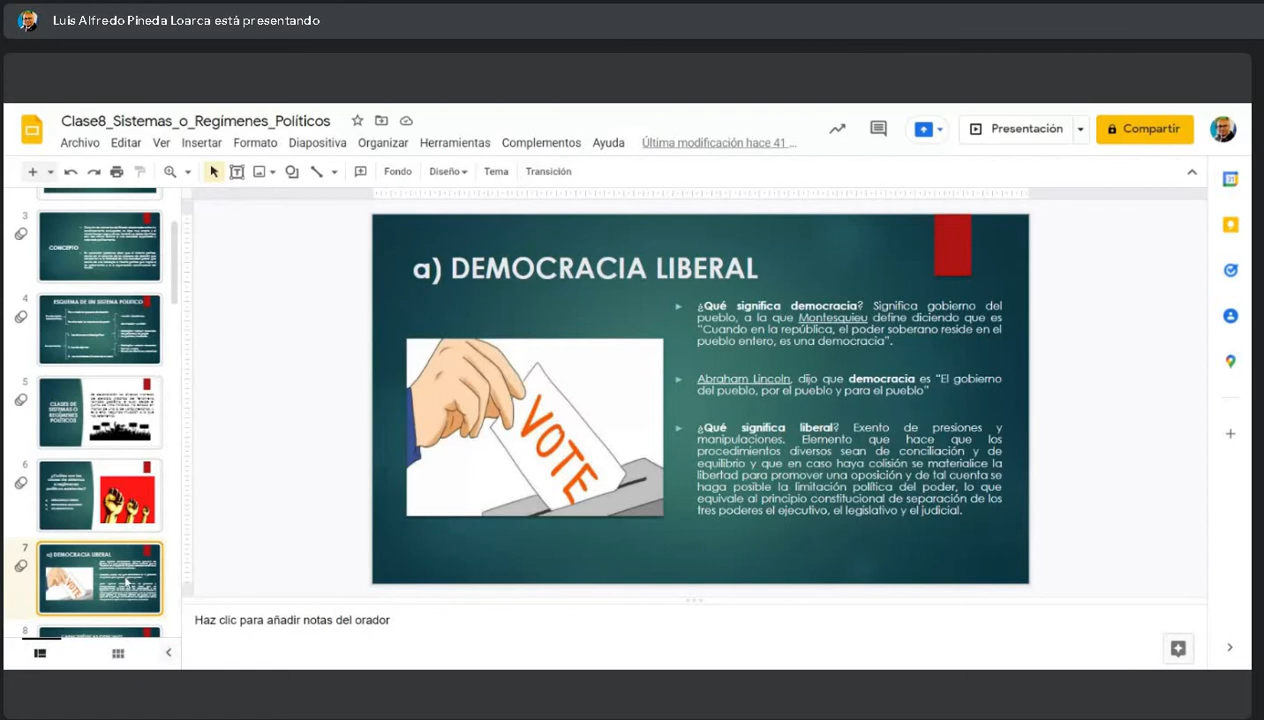 Luis Alfredo Pineda Loarca está presentando
Clase8_Sistemas_o_Regímenes_Políticos
Archivo Editar Ver Insertar Formato Diapositiva Organizar Herramientas Complementos Ayuda Última modificación hace 41 ...
Presentación
Compartir
Fondo Diseño Tema Transición
3
CONCEPTO
4
ESQUEMA DE UN SISTEMA POLÍTICO
5
CLASES DE
SISTEMAS O
REGÍMENES
POLÍTICOS
6
7
a) DEMOCRACIA LIBERAL
VOTE
8
a) DEMOCRACIA LIBERAL
VOTE
¿Qué significa democracia? Significa gobierno del
pueblo, a la que Montesquieu define diciendo que es
"Cuando en la república, el poder soberano reside en el
pueblo entero, es una democracia".
Abraham Lincoln, dijo que democracia es "El gobierno
del pueblo, por el pueblo y para el pueblo"
¿Qué significa liberal? Exento de presiones y
manipulaciones. Elemento que hace que los
procedimientos diversos sean de conciliación y de
equilibrio y que en caso haya colisión se materialice la
libertad para promover una oposición y de tal cuenta se
haga posible la limitación política del poder, lo que
equivale al principio constitucional de separación de los
tres poderes el ejecutivo, el legislativo y el judicial.
Haz clic para añadir notas del orador